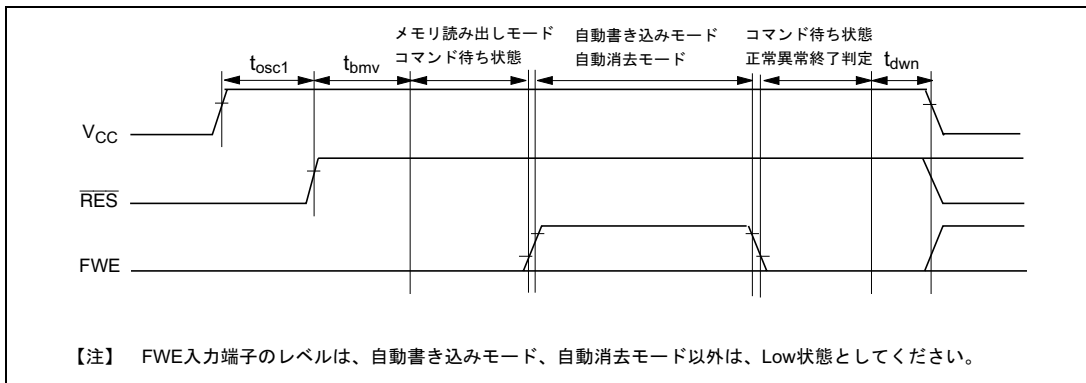 メモリ読み出しモード 自動書き込みモード コマンド待ち状態
コマンド待ち状態 自動消去モード 正常異常終了判定
tosc1 tbmv tdwn
VCC
RES
FWE
【注】 FWE入力端子のレベルは、自動書き込みモード、自動消去モード以外は、Low状態としてください。